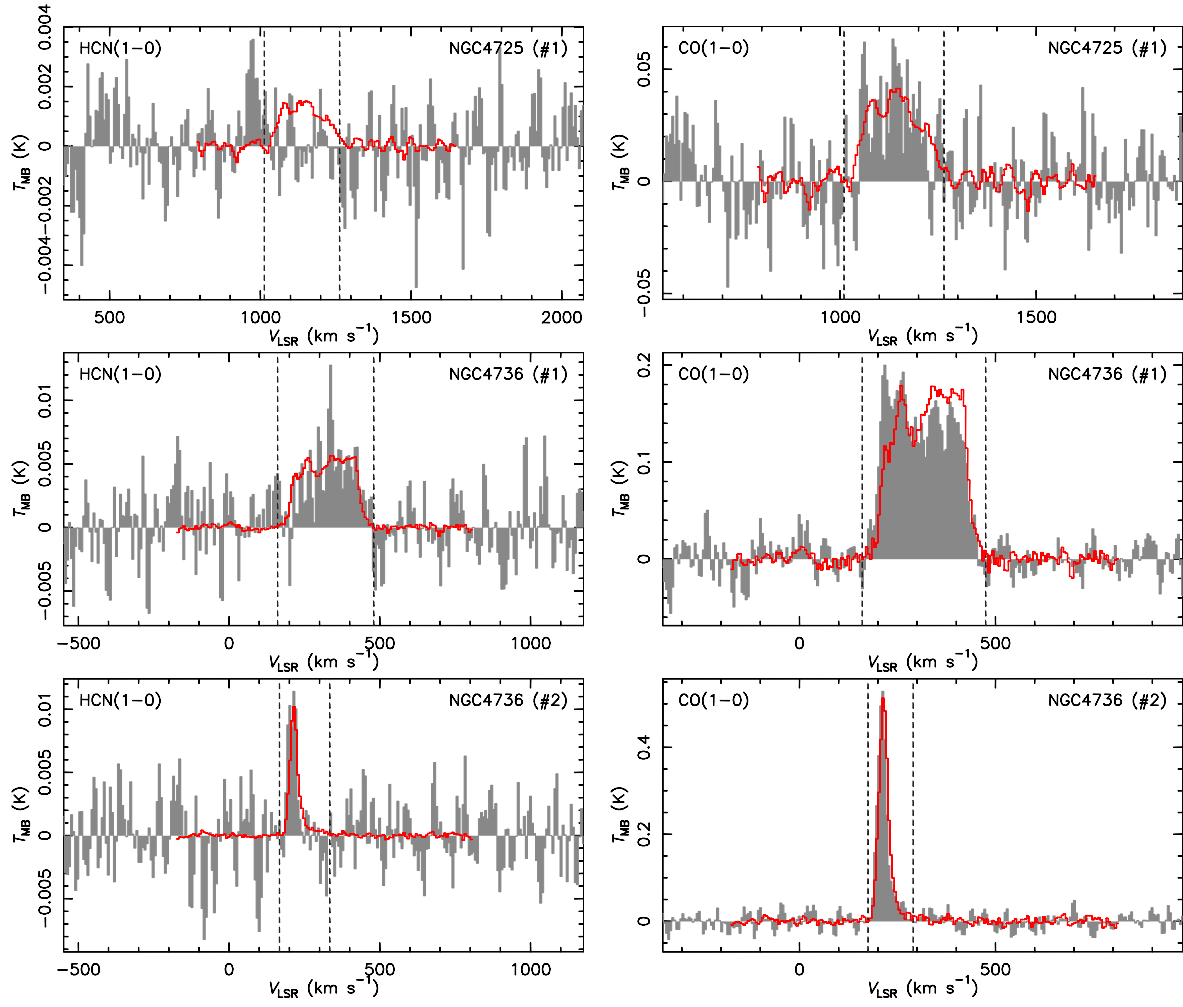 HCN(1−0) NGC4725 (#1)
T_MB (K)
0.004
0.002
0
−0.002
−0.004
500 1000 1500 2000
V_LSR (km s⁻¹)
CO(1−0) NGC4725 (#1)
T_MB (K)
0.05
0
−0.05
1000 1500
V_LSR (km s⁻¹)
HCN(1−0) NGC4736 (#1)
T_MB (K)
0.01
0.005
0
−0.005
−500 0 500 1000
V_LSR (km s⁻¹)
CO(1−0) NGC4736 (#1)
T_MB (K)
0.2
0.1
0
0 500
V_LSR (km s⁻¹)
HCN(1−0) NGC4736 (#2)
T_MB (K)
0.01
0.005
0
−0.005
−500 0 500 1000
V_LSR (km s⁻¹)
CO(1−0) NGC4736 (#2)
T_MB (K)
0.4
0.2
0
0 500
V_LSR (km s⁻¹)